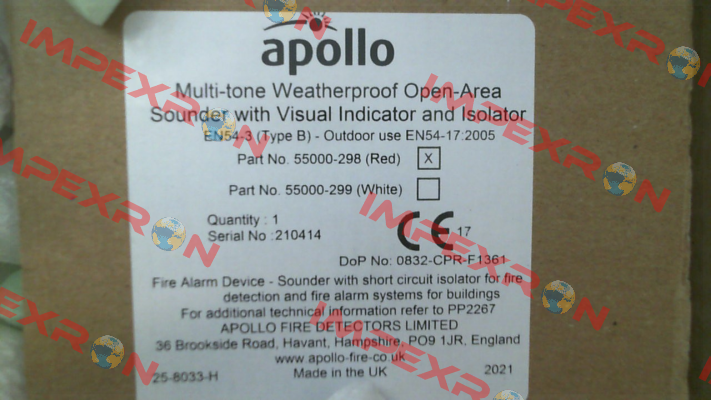 apollo
Multi-tone Weatherproof Open-Area
Sounder with Visual Indicator and Isolator
EN54-3 (Type B) - Outdoor use EN54-17:2005
Part No. 55000-298 (Red) X
Part No. 55000-299 (White)
Quantity : 1
Serial No : 210414
CE 17
DoP No: 0832-CPR-F1361
Fire Alarm Device - Sounder with short circuit isolator for fire
detection and fire alarm systems for buildings
For additional technical information refer to PP2267
APOLLO FIRE DETECTORS LIMITED
36 Brookside Road, Havant, Hampshire, PO9 1JR, England
www.apollo-fire.co.uk
25-8033-H Made in the UK 2021
IMPEXRON
IMPEXRON
IMPEXRON
IMPEXRON
IMPEXRON
IMPEXRON